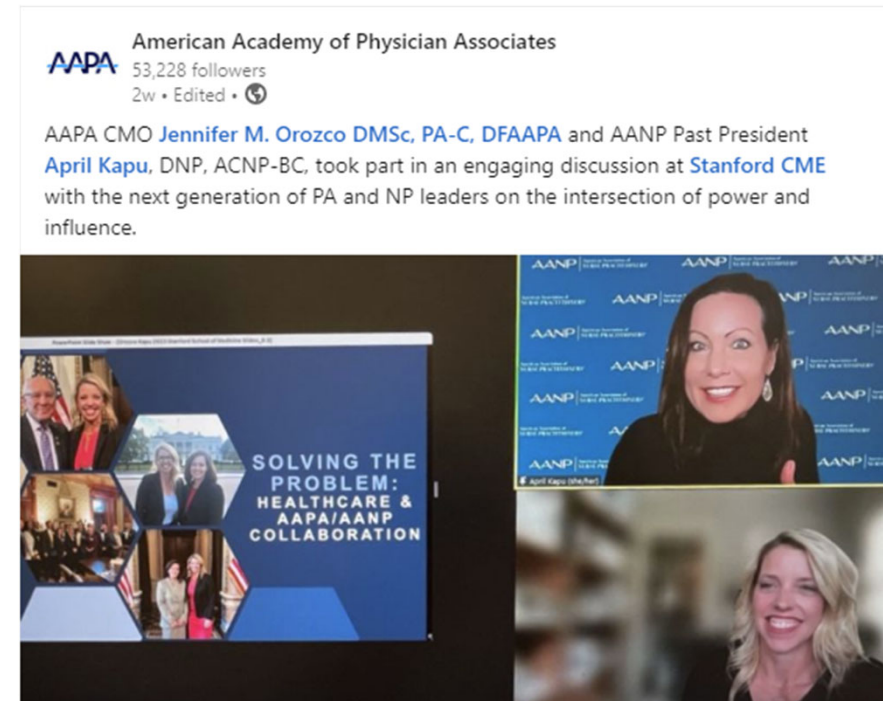 AAPA
American Academy of Physician Associates
53,228 followers
2w • Edited •
AAPA CMO Jennifer M. Orozco DMSc, PA-C, DFAAPA and AANP Past President
April Kapu, DNP, ACNP-BC, took part in an engaging discussion at Stanford CME
with the next generation of PA and NP leaders on the intersection of power and
influence.
SOLVING THE
PROBLEM:
HEALTHCARE &
AAPA/AANP
COLLABORATION
AANP AANP AANP
AANP
AANP AANP
AANP
AANP AANP
AANP AANP
April Kapu (she/her)